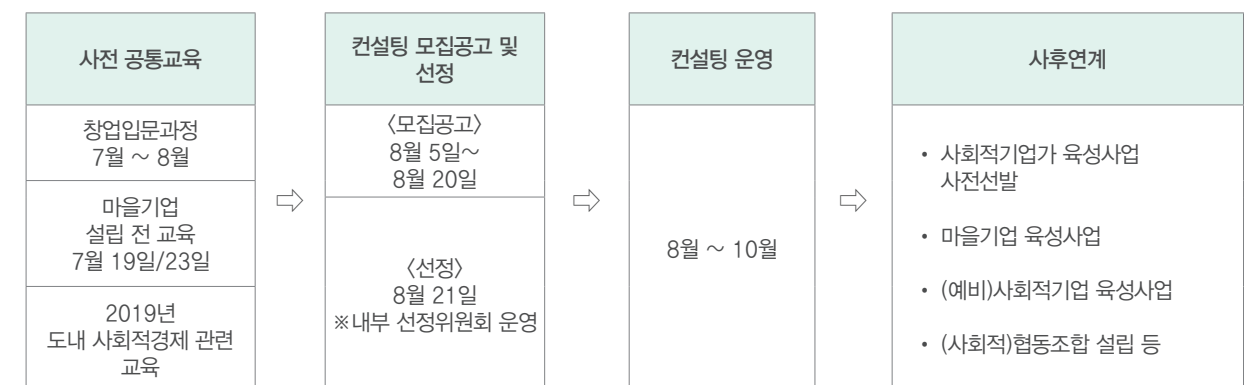 사전 공통교육
창업입문과정
7월 ~ 8월
마을기업
설립 전 교육
7월 19일/23일
2019년
도내 사회적경제 관련
교육
⇨
컨설팅 모집공고 및
선정
〈모집공고〉
8월 5일~
8월 20일
〈선정〉
8월 21일
※내부 선정위원회 운영
⇨
컨설팅 운영
8월 ~ 10월
⇨
사후연계
• 사회적기업가 육성사업
사전선발
• 마을기업 육성사업
• (예비)사회적기업 육성사업
• (사회적)협동조합 설립 등